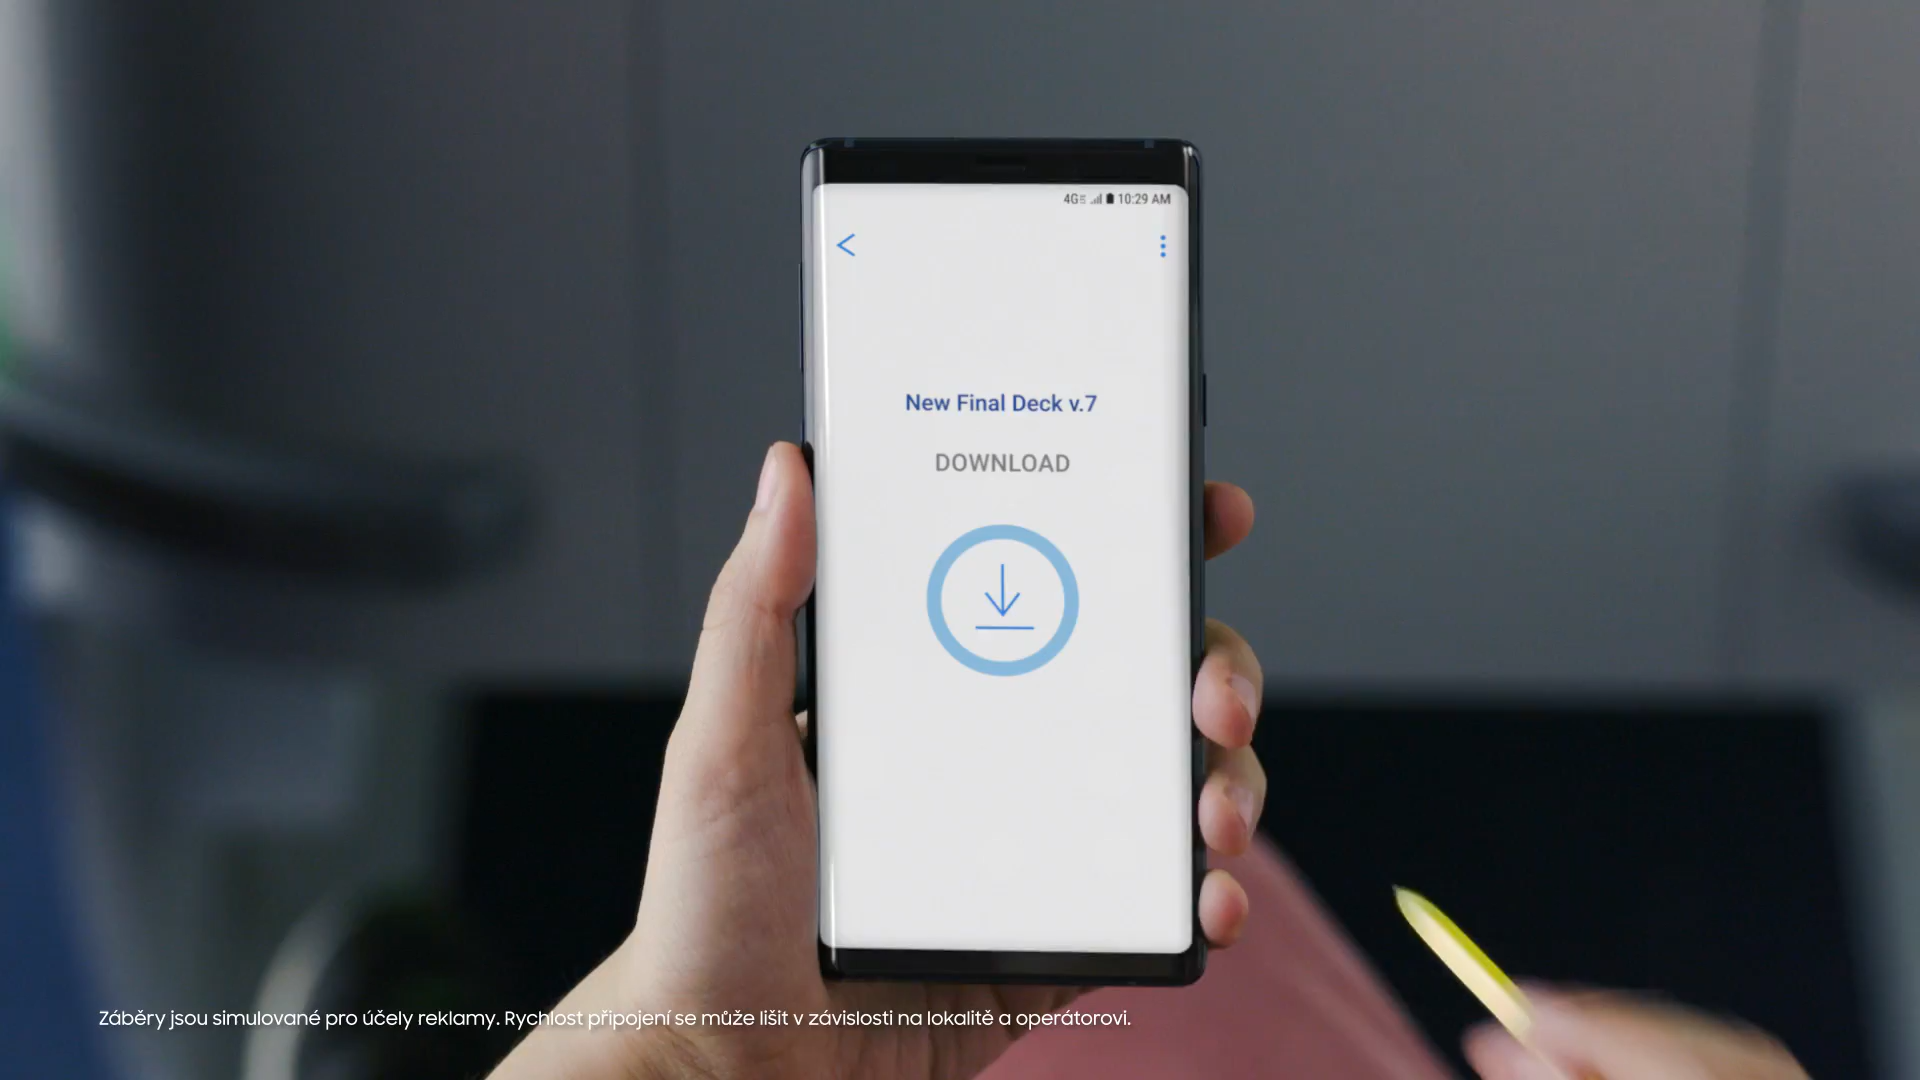 4G 10:29 AM
New Final Deck v.7
DOWNLOAD
Záběry jsou simulované pro účely reklamy. Rychlost připojení se může lišit v závislosti na lokalitě a operátorovi.